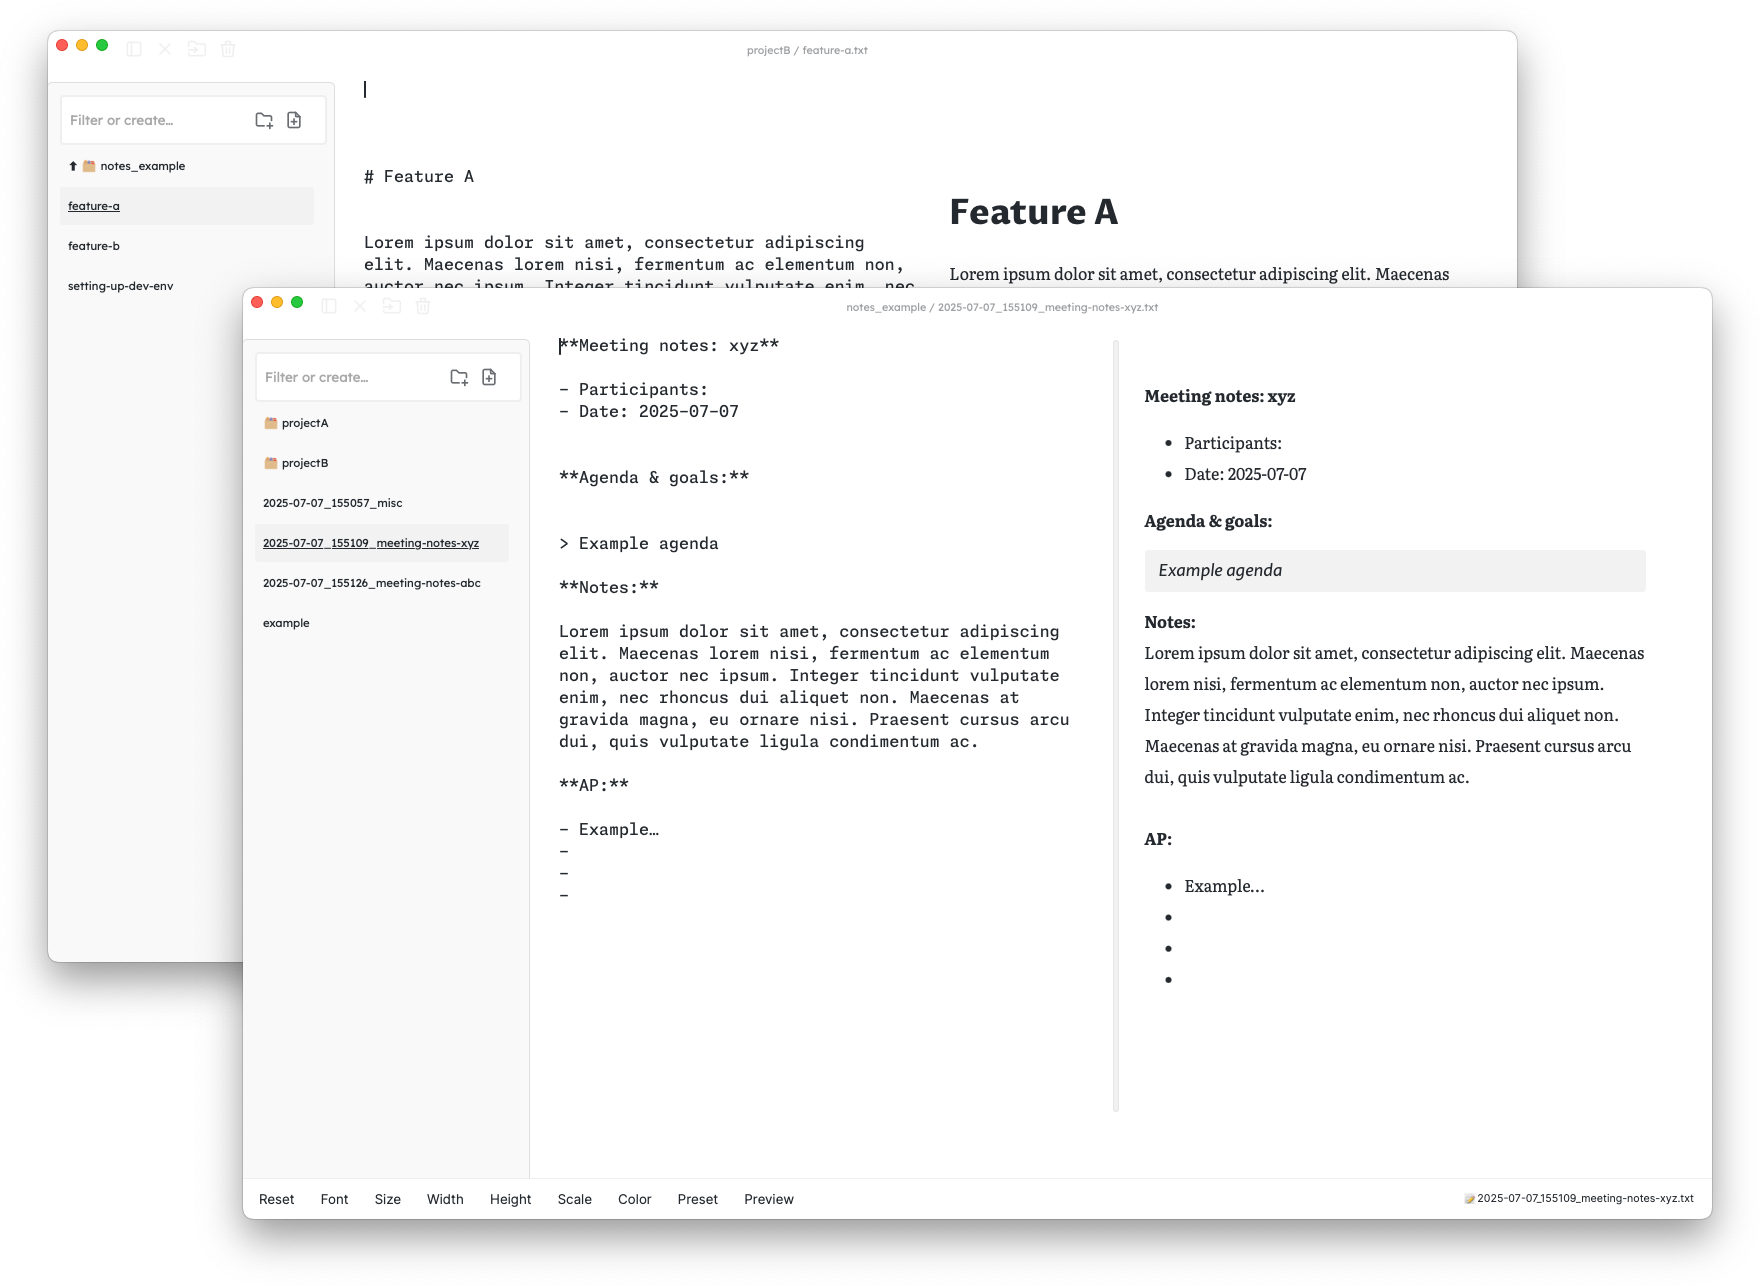 projectB / feature-a.txt
Filter or create…
notes_example
feature-a
feature-b
setting-up-dev-env
# Feature A
Lorem ipsum dolor sit amet, consectetur adipiscing
elit. Maecenas lorem nisi, fermentum ac elementum non,
auctor nec ipsum. Integer tincidunt vulputate enim, nec
Feature A
Lorem ipsum dolor sit amet, consectetur adipiscing elit. Maecenas
notes_example / 2025-07-07_155109_meeting-notes-xyz.txt
Filter or create…
projectA
projectB
2025-07-07_155057_misc
2025-07-07_155109_meeting-notes-xyz
2025-07-07_155126_meeting-notes-abc
example
**Meeting notes: xyz**
- Participants:
- Date: 2025-07-07
**Agenda & goals:**
> Example agenda
**Notes:**
Lorem ipsum dolor sit amet, consectetur adipiscing
elit. Maecenas lorem nisi, fermentum ac elementum
non, auctor nec ipsum. Integer tincidunt vulputate
enim, nec rhoncus dui aliquet non. Maecenas at
gravida magna, eu ornare nisi. Praesent cursus arcu
dui, quis vulputate ligula condimentum ac.
**AP:**
- Example…
-
-
-
Meeting notes: xyz
• Participants:
• Date: 2025-07-07
Agenda & goals:
Example agenda
Notes:
Lorem ipsum dolor sit amet, consectetur adipiscing elit. Maecenas
lorem nisi, fermentum ac elementum non, auctor nec ipsum.
Integer tincidunt vulputate enim, nec rhoncus dui aliquet non.
Maecenas at gravida magna, eu ornare nisi. Praesent cursus arcu
dui, quis vulputate ligula condimentum ac.
AP:
• Example…
•
•
•
Reset Font Size Width Height Scale Color Preset Preview
2025-07-07_155109_meeting-notes-xyz.txt